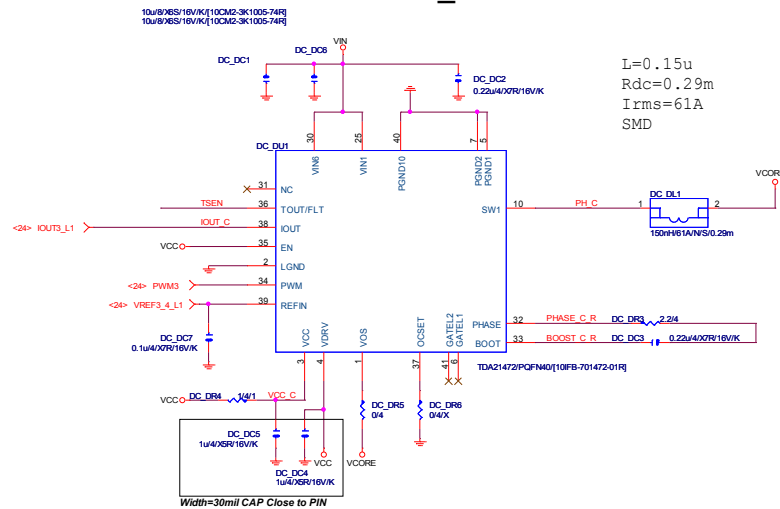 10u/8/X6S/16V/K/[10CM2-3K1005-74R]
10u/8/X6S/16V/K/[10CM2-3K1005-74R]
VIN
DC_DC1
DC_DC6
DC_DC2
0.22u/4/X7R/16V/K
L=0.15u
Rdc=0.29m
Irms=61A
SMD
DC_DU1
30
25
40
7
5
VIN6
VIN1
PGND10
PGND2
PGND1
VCOR
31
NC
TSEN
36
TOUT/FLT
<24> IOUT3_L1
IOUT_C
38
IOUT
VCC
35
EN
2
LGND
<24> PWM3
34
PWM
<24> VREF3_4_L1
39
REFIN
SW1
10
PH_C
1
DC_DL1
2
150nH/61A/N/S/0.29m
PHASE
32
PHASE_C_R
DC_DR3
2.2/4
BOOT
33
BOOST_C_R
DC_DC3
0.22u/4/X7R/16V/K
DC_DC7
0.1u/4/X7R/16V/K
VCC
VDRV
VOS
OCSET
GATEL2
GATEL1
3
4
1
37
41
6
TDA21472/PQFN40/[10IFB-701472-01R]
VCC
DC_DR4
1/4/1
VCC_C
DC_DR5
0/4
DC_DR6
0/4/X
DC_DC5
1u/4/X5R/16V/K
VCC
VCORE
DC_DC4
1u/4/X5R/16V/K
Width=30mil CAP Close to PIN